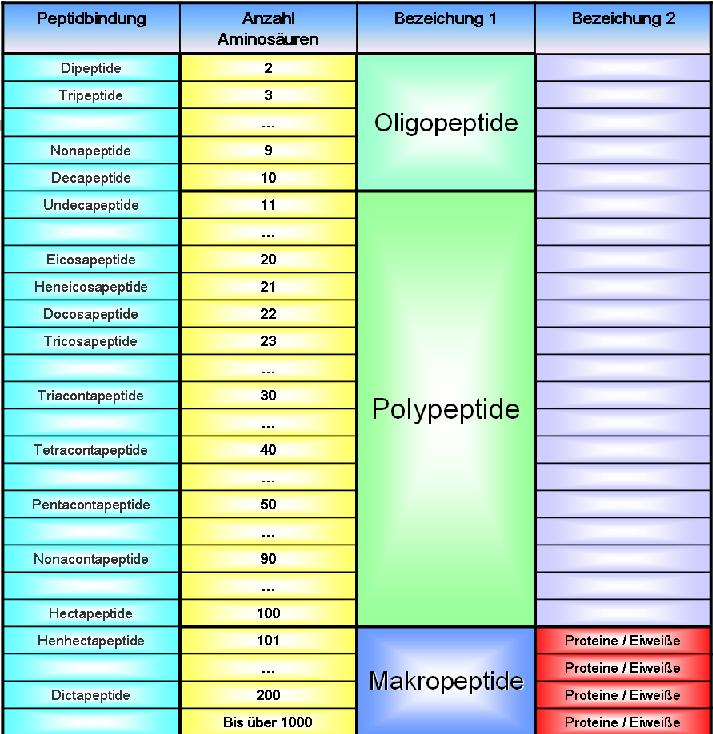 Peptidbindung Anzahl Aminosäuren Bezeichung 1 Bezeichung 2
Dipeptide 2
Tripeptide 3
...
Oligopeptide
Nonapeptide 9
Decapeptide 10
Undecapeptide 11
...
Eicosapeptide 20
Heneicosapeptide 21
Docosapeptide 22
Tricosapeptide 23
...
Triacontapeptide 30
Polypeptide
...
Tetracontapeptide 40
...
Pentacontapeptide 50
...
Nonacontapeptide 90
...
Hectapeptide 100
Henhectapeptide 101 Proteine / Eiweiße
... Proteine / Eiweiße
Makropeptide
Dictapeptide 200 Proteine / Eiweiße
Bis über 1000 Proteine / Eiweiße